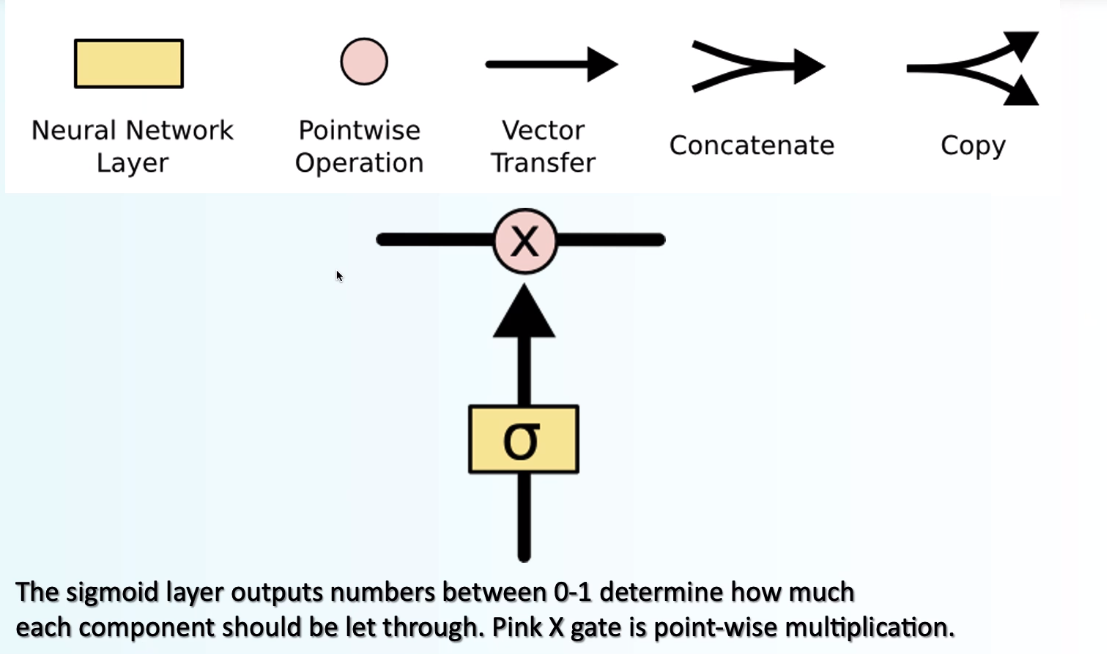 Neural Network
Layer
Pointwise
Operation
Vector
Transfer
Concatenate
Copy
X
σ
The sigmoid layer outputs numbers between 0-1 determine how much
each component should be let through. Pink X gate is point-wise multiplication.